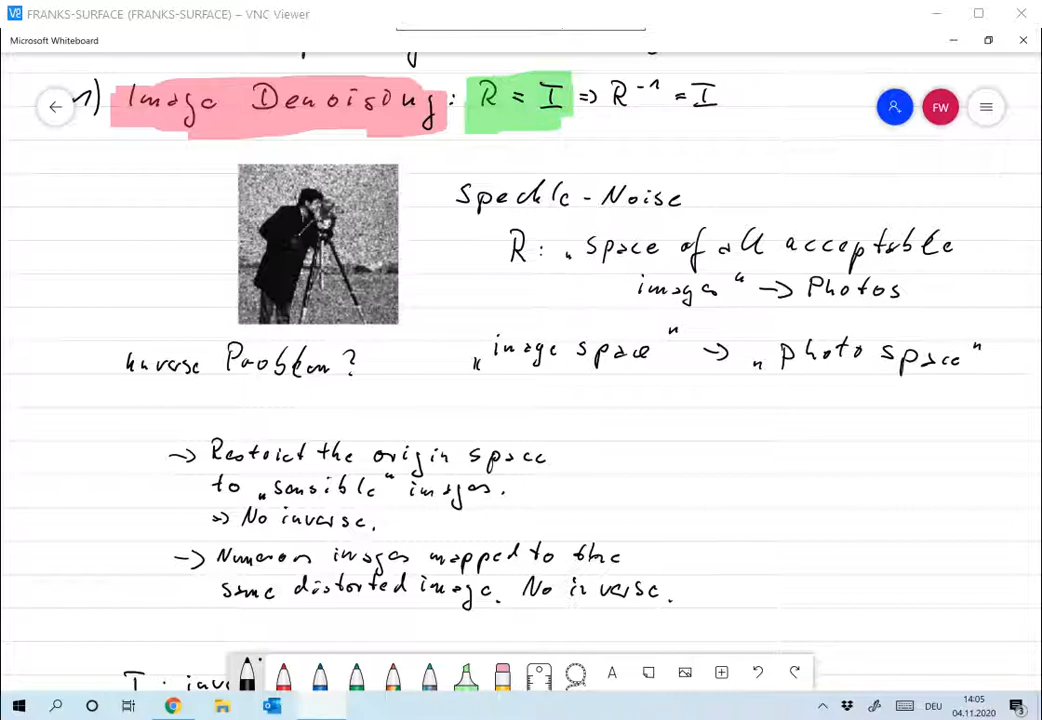 FRANKS-SURFACE (FRANKS-SURFACE) – VNC Viewer
Microsoft Whiteboard
1) Image Denoising: R = I => R⁻¹ = I
FW
Speckle-Noise
R: „space of all acceptable
images" -> Photos
„image space" -> „photo space"
Inverse Problem?
-> Restrict the origin space
to „sensible" images.
=> No inverse.
-> Numerous images mapped to the
same distorted image. No inverse.
I: inv
A
DEU
14:05
04.11.2020
3